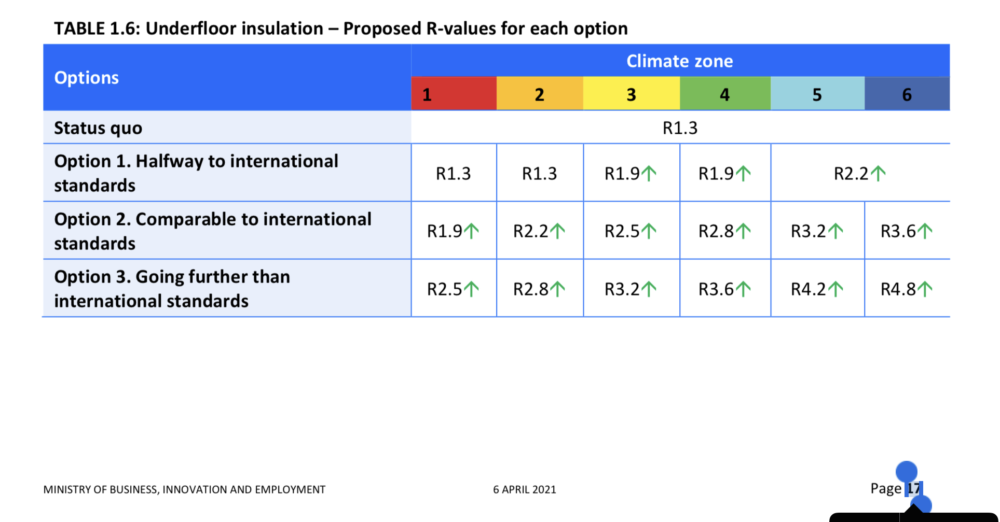 TABLE 1.6: Underfloor insulation – Proposed R-values for each option
Options
Climate zone
1 2 3 4 5 6
Status quo
R1.3
Option 1. Halfway to international
standards
R1.3 R1.3 R1.9↑ R1.9↑ R2.2↑
Option 2. Comparable to international
standards
R1.9↑ R2.2↑ R2.5↑ R2.8↑ R3.2↑ R3.6↑
Option 3. Going further than
international standards
R2.5↑ R2.8↑ R3.2↑ R3.6↑ R4.2↑ R4.8↑
MINISTRY OF BUSINESS, INNOVATION AND EMPLOYMENT 6 APRIL 2021 Page 17